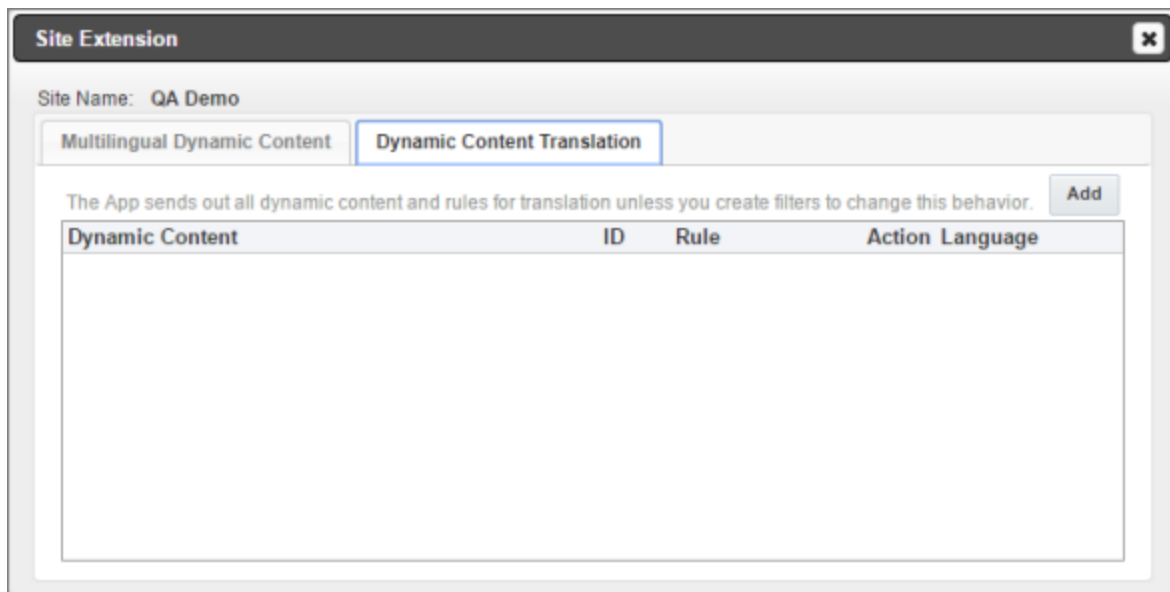 Site Extension
Site Name: QA Demo
Multilingual Dynamic Content Dynamic Content Translation
The App sends out all dynamic content and rules for translation unless you create filters to change this behavior. Add
Dynamic Content ID Rule Action Language